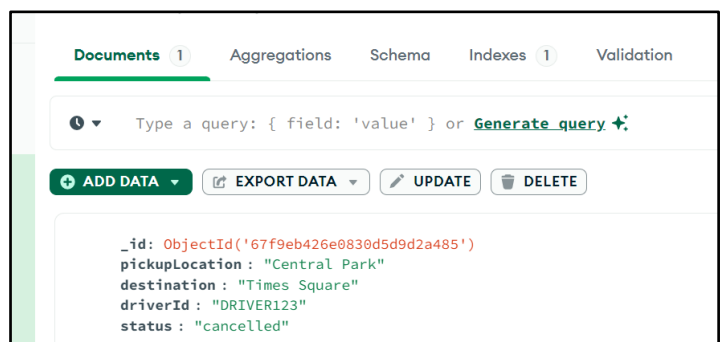 Documents 1 Aggregations Schema Indexes 1 Validation
Type a query: { field: 'value' } or Generate query
ADD DATA EXPORT DATA UPDATE DELETE
_id: ObjectId('67f9eb426e0830d5d9d2a485')
pickupLocation : "Central Park"
destination : "Times Square"
driverId : "DRIVER123"
status : "cancelled"